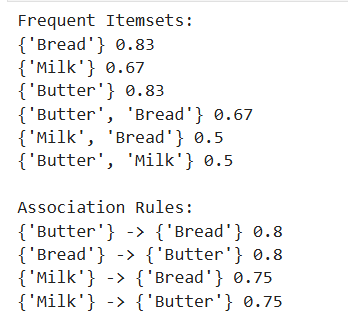 Frequent Itemsets:
{'Bread'} 0.83
{'Milk'} 0.67
{'Butter'} 0.83
{'Butter', 'Bread'} 0.67
{'Milk', 'Bread'} 0.5
{'Butter', 'Milk'} 0.5

Association Rules:
{'Butter'} -> {'Bread'} 0.8
{'Bread'} -> {'Butter'} 0.8
{'Milk'} -> {'Bread'} 0.75
{'Milk'} -> {'Butter'} 0.75